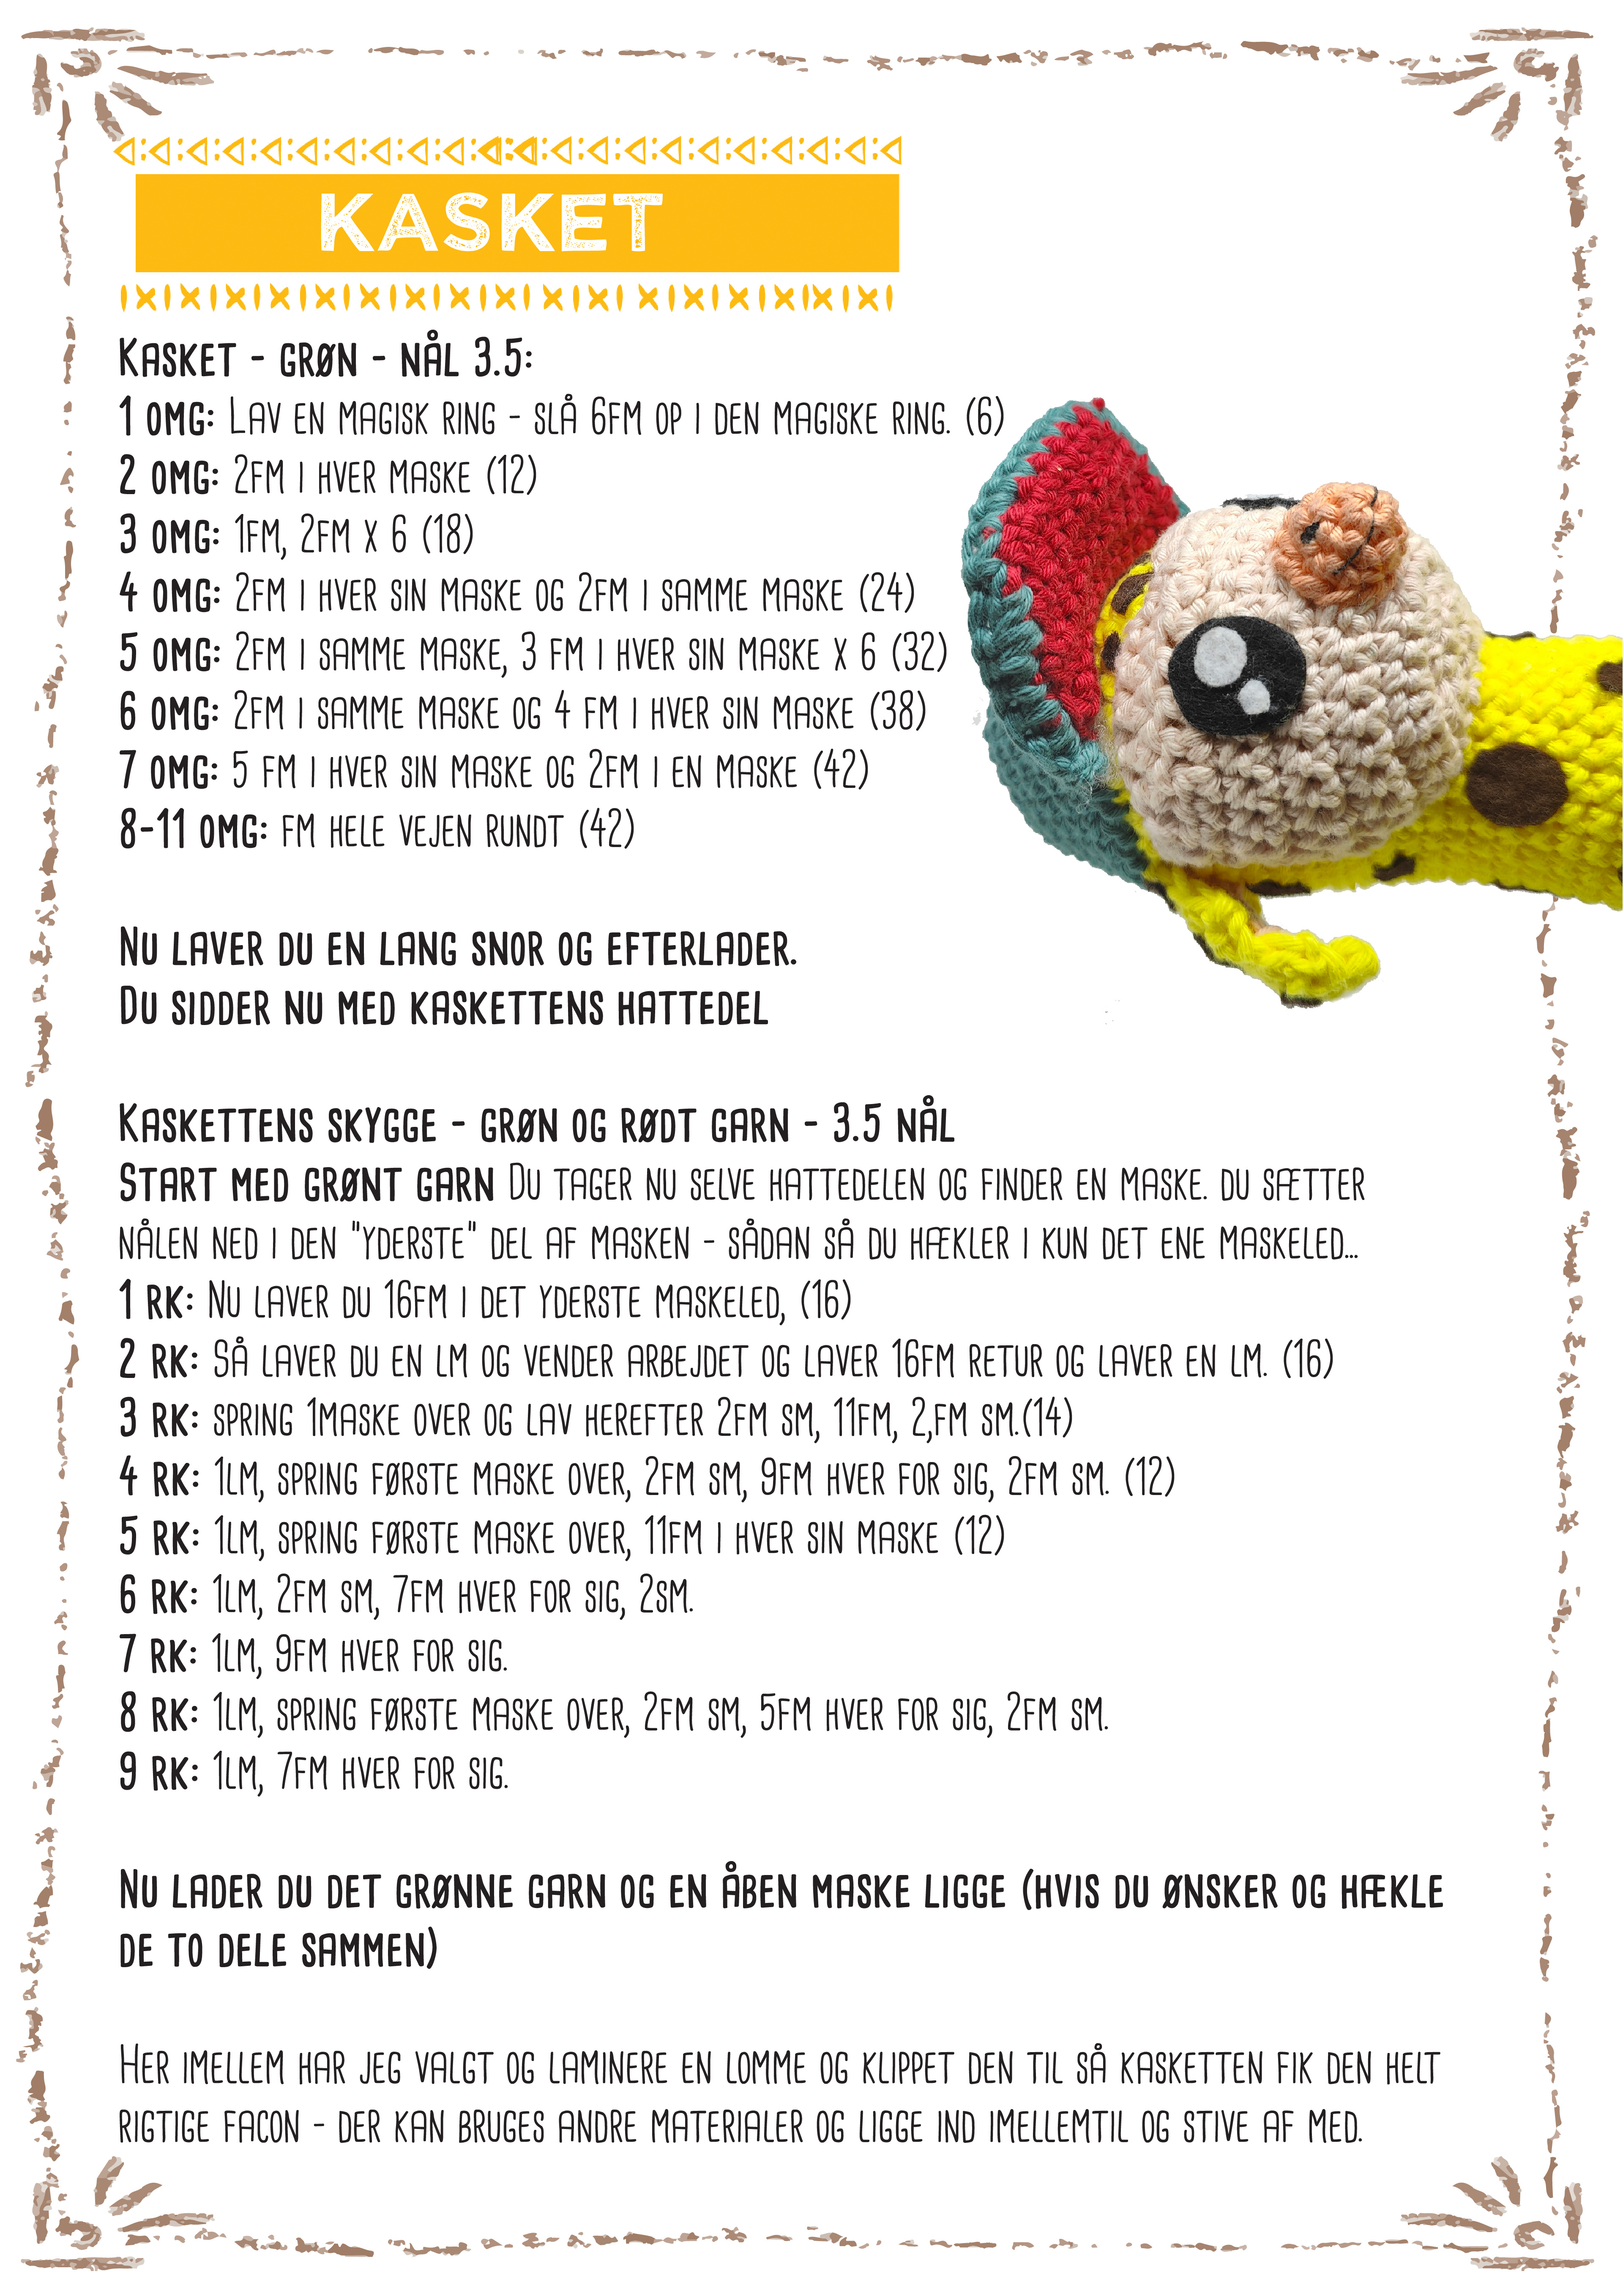 KASKET
KASKET - GRØN - NÅL 3.5:
1 OMG: LAV EN MAGISK RING - SLÅ 6FM OP I DEN MAGISKE RING. (6)
2 OMG: 2FM I HVER MASKE (12)
3 OMG: 1FM, 2FM X 6 (18)
4 OMG: 2FM I HVER SIN MASKE OG 2FM I SAMME MASKE (24)
5 OMG: 2FM I SAMME MASKE, 3 FM I HVER SIN MASKE X 6 (32)
6 OMG: 2FM I SAMME MASKE OG 4 FM I HVER SIN MASKE (38)
7 OMG: 5 FM I HVER SIN MASKE OG 2FM I EN MASKE (42)
8-11 OMG: FM HELE VEJEN RUNDT (42)
NU LAVER DU EN LANG SNOR OG EFTERLADER.
DU SIDDER NU MED KASKETTENS HATTEDEL
KASKETTENS SKYGGE - GRØN OG RØDT GARN - 3.5 NÅL
START MED GRØNT GARN DU TAGER NU SELVE HATTEDELEN OG FINDER EN MASKE. DU SÆTTER
NÅLEN NED I DEN "YDERSTE" DEL AF MASKEN - SÅDAN SÅ DU HÆKLER I KUN DET ENE MASKELED...
1 RK: NU LAVER DU 16FM I DET YDERSTE MASKELED, (16)
2 RK: SÅ LAVER DU EN LM OG VENDER ARBEJDET OG LAVER 16FM RETUR OG LAVER EN LM. (16)
3 RK: SPRING 1MASKE OVER OG LAV HEREFTER 2FM SM, 11FM, 2,FM SM.(14)
4 RK: 1LM, SPRING FØRSTE MASKE OVER, 2FM SM, 9FM HVER FOR SIG, 2FM SM. (12)
5 RK: 1LM, SPRING FØRSTE MASKE OVER, 11FM I HVER SIN MASKE (12)
6 RK: 1LM, 2FM SM, 7FM HVER FOR SIG, 2SM.
7 RK: 1LM, 9FM HVER FOR SIG.
8 RK: 1LM, SPRING FØRSTE MASKE OVER, 2FM SM, 5FM HVER FOR SIG, 2FM SM.
9 RK: 1LM, 7FM HVER FOR SIG.
NU LADER DU DET GRØNNE GARN OG EN ÅBEN MASKE LIGGE (HVIS DU ØNSKER OG HÆKLE
DE TO DELE SAMMEN)
HER IMELLEM HAR JEG VALGT OG LAMINERE EN LOMME OG KLIPPET DEN TIL SÅ KASKETTEN FIK DEN HELT
RIGTIGE FACON - DER KAN BRUGES ANDRE MATERIALER OG LIGGE IND IMELLEMTIL OG STIVE AF MED.